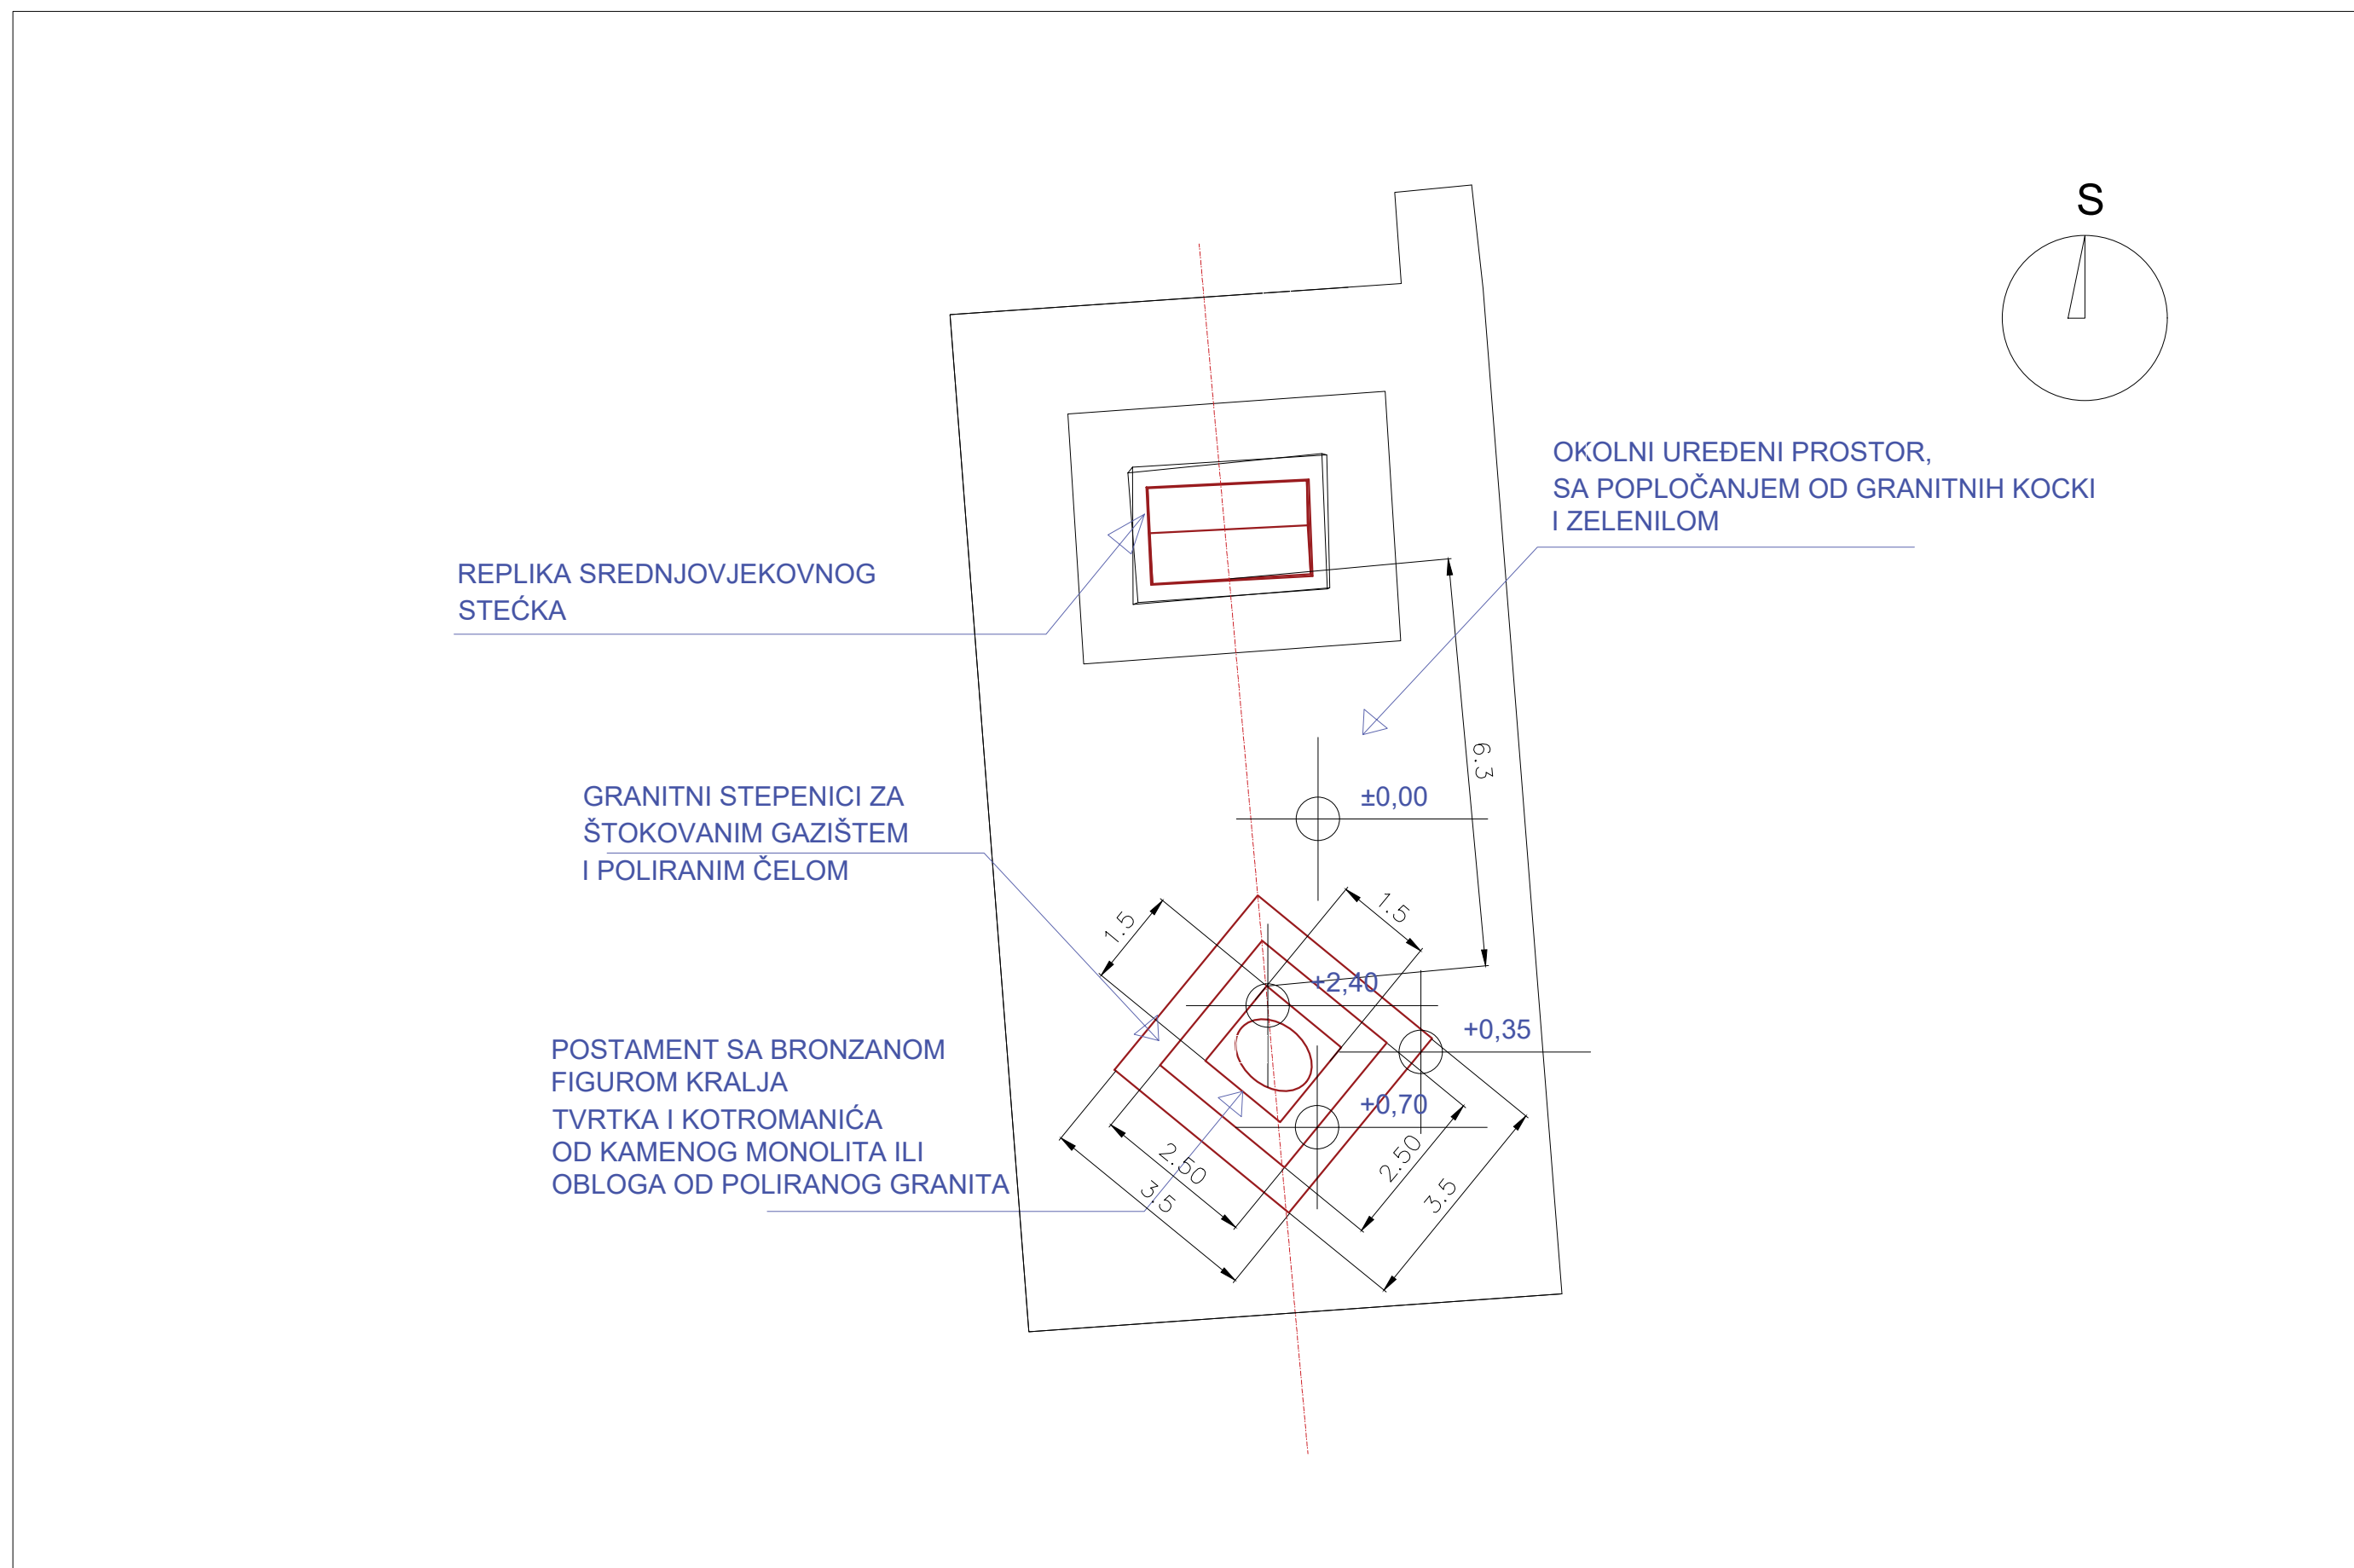 S
OKOLNI UREĐENI PROSTOR,
SA POPLOČANJEM OD GRANITNIH KOCKI
I ZELENILOM
REPLIKA SREDNJOVJEKOVNOG
STEĆKA
6.3
GRANITNI STEPENICI ZA
ŠTOKOVANIM GAZIŠTEM
I POLIRANIM ČELOM
±0,00
1.5
1.5
+2,40
+0,35
POSTAMENT SA BRONZANOM
FIGUROM KRALJA
TVRTKA I KOTROMANIĆA
OD KAMENOG MONOLITA ILI
OBLOGA OD POLIRANOG GRANITA
+0,70
2.50
3.5
2.50
3.5